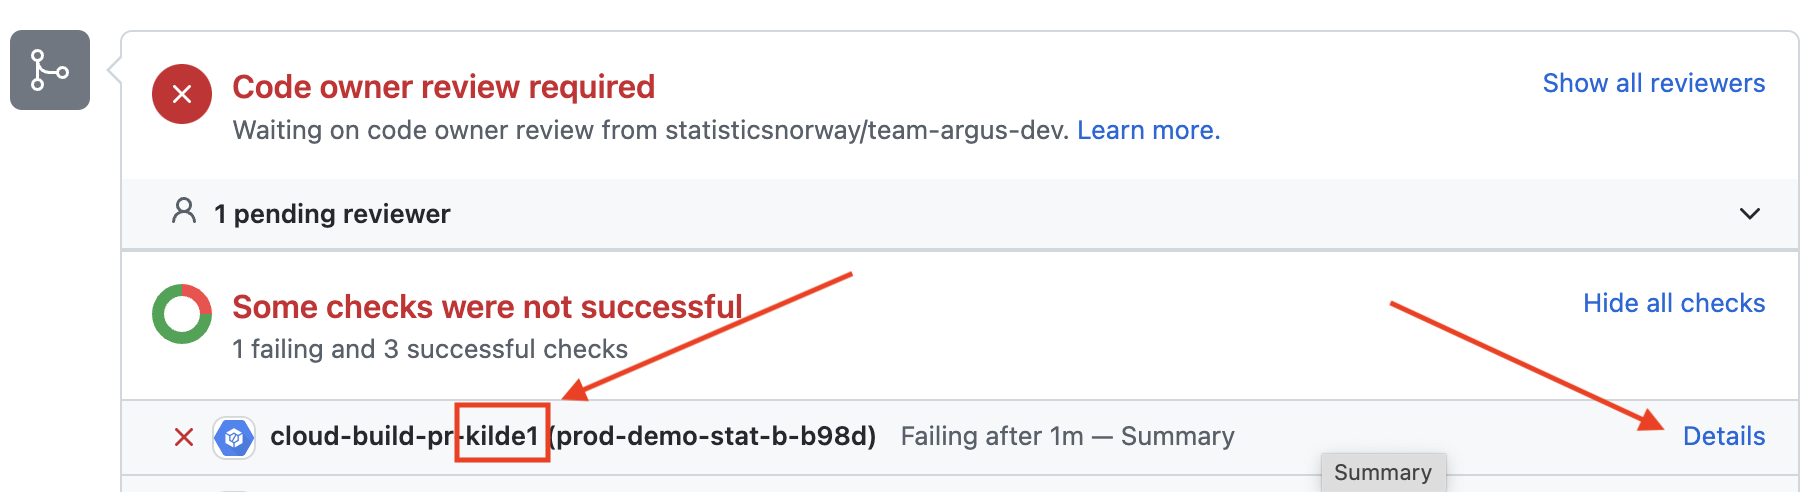 Code owner review required
Show all reviewers
Waiting on code owner review from statisticsnorway/team-argus-dev. Learn more.
1 pending reviewer
Some checks were not successful
Hide all checks
1 failing and 3 successful checks
cloud-build-pr-kilde1 (prod-demo-stat-b-b98d) Failing after 1m — Summary
Details
Summary